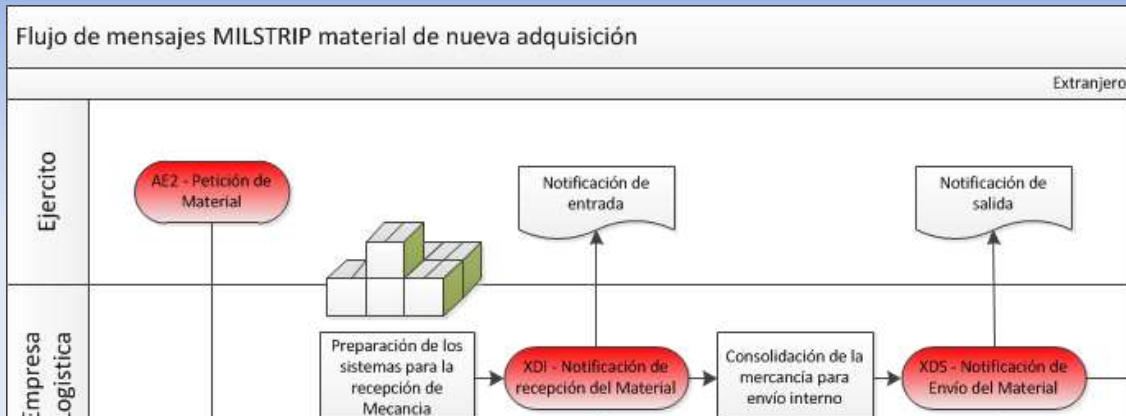 Flujo de mensajes MILSTRIP material de nueva adquisición
Extranjero
Ejercito
AE2 - Petición de
Material
Notificación de
entrada
Notificación de
salida
Empresa
Logistica
Preparación de los
sistemas para la
recepción de
Mecancia
XDI - Notificación de
recepción del Material
Consolidación de la
mercancía para
envío interno
XDS - Notificación de
Envío del Material